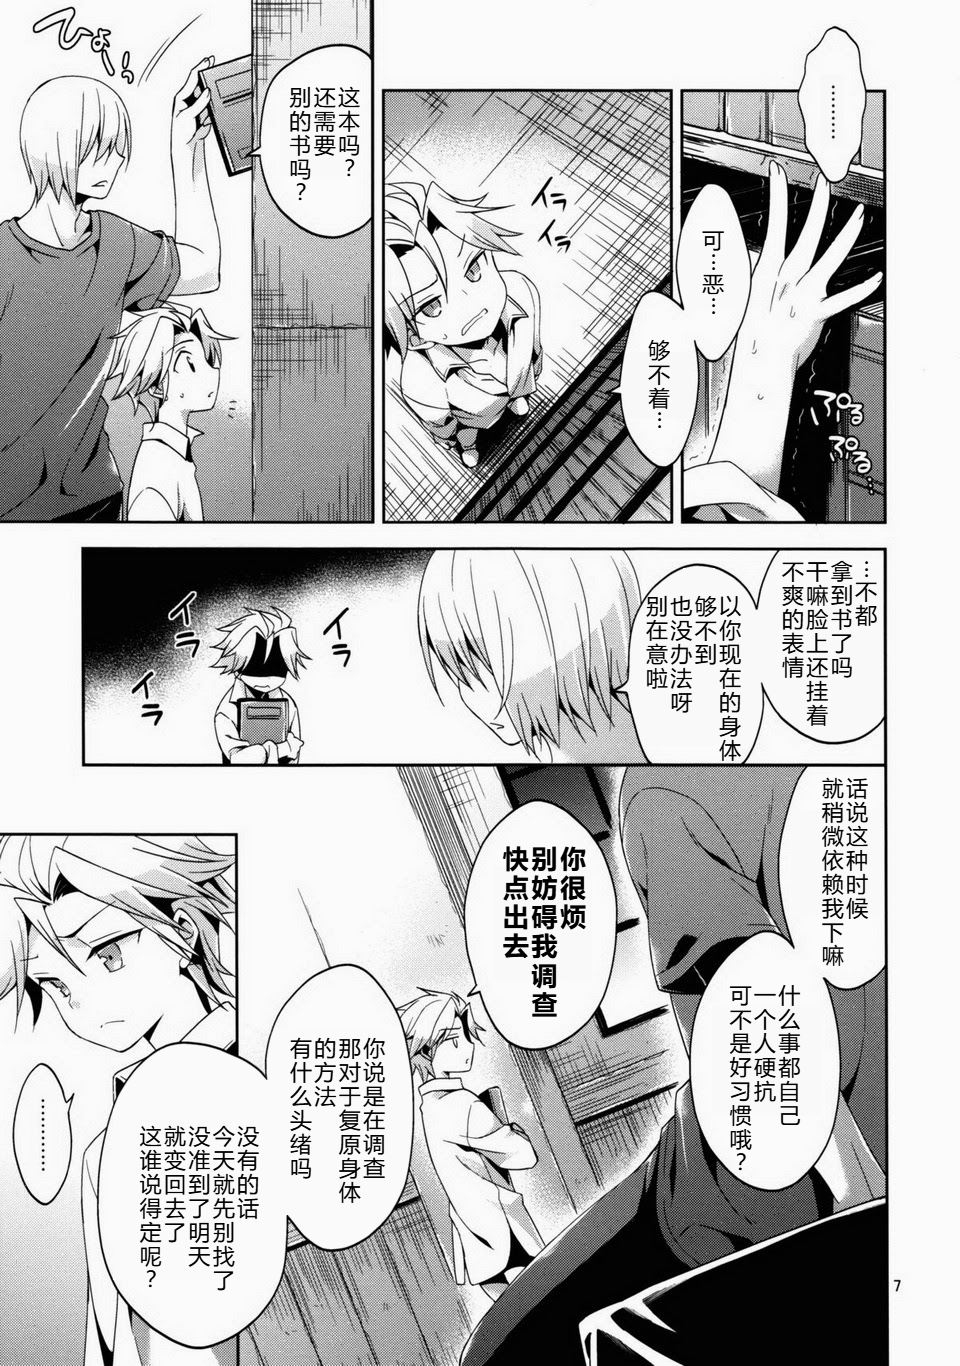 ………
可…恶…
够不着…
ぷる
ぷる…
イラ
イラ
这本吗？
还需要
别的书吗？
ひょいっ
…不都
拿到书了吗
干嘛脸上还挂着
不爽的表情
以你现在的身体
够不到
也没办法呀
别在意啦
イラ
イラ
イラ
话说这种时候
就稍微依赖我下嘛
什么事都自己
一个人硬抗
可不是好习惯哦？
你很烦
别妨碍我调查
快点出去
你说是在调查
那对于复原身体
的方法
有什么头绪吗
没有的话
今天就先别找了
没准到了明天
就变回去了
这谁说得定呢？
………
7